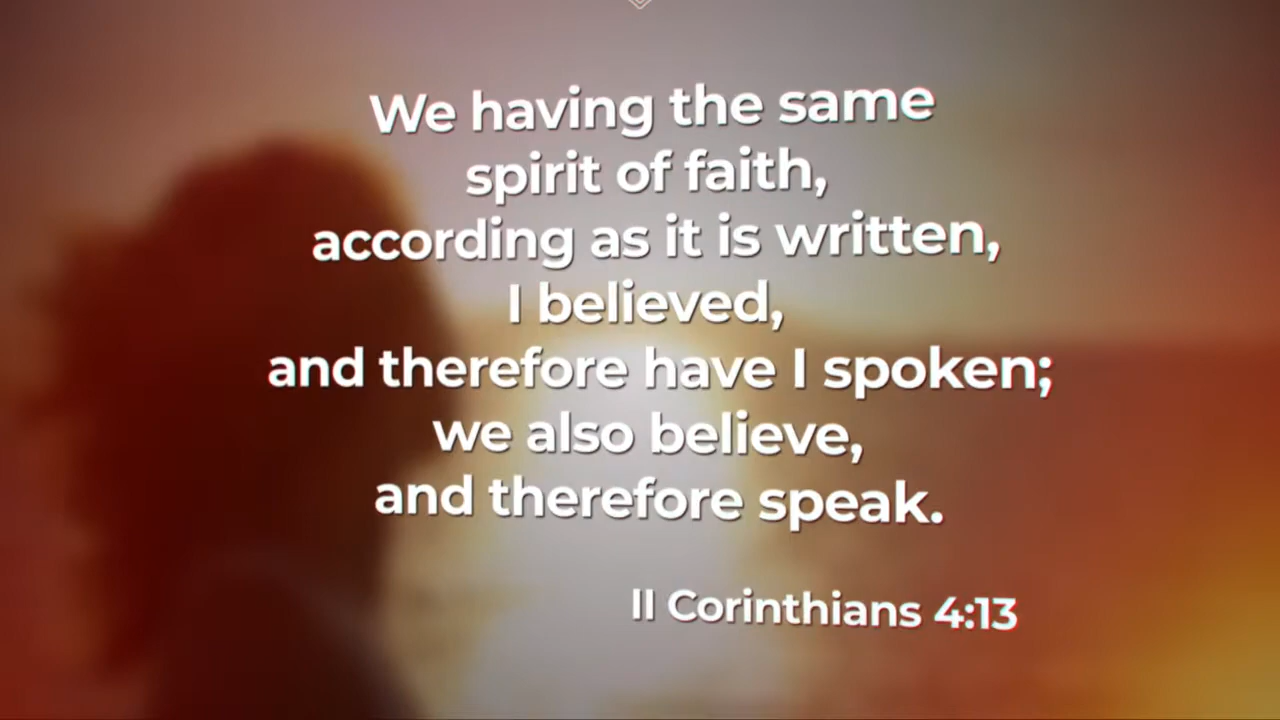 We having the same
spirit of faith,
according as it is written,
I believed,
and therefore have I spoken;
we also believe,
and therefore speak.
II Corinthians 4:13